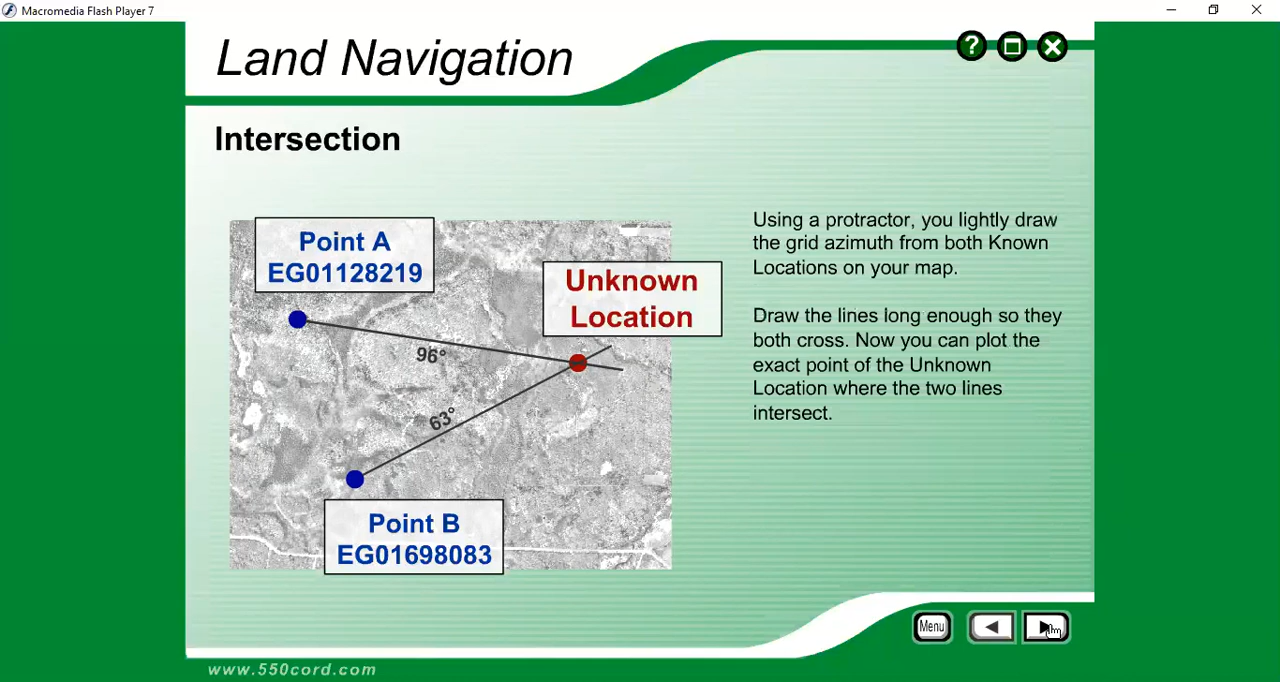 Macromedia Flash Player 7
Land Navigation
?
Intersection
Point A
EG01128219
Unknown
Location
96°
63°
Point B
EG01698083
Using a protractor, you lightly draw
the grid azimuth from both Known
Locations on your map.
Draw the lines long enough so they
both cross. Now you can plot the
exact point of the Unknown
Location where the two lines
intersect.
Menu
www.550cord.com